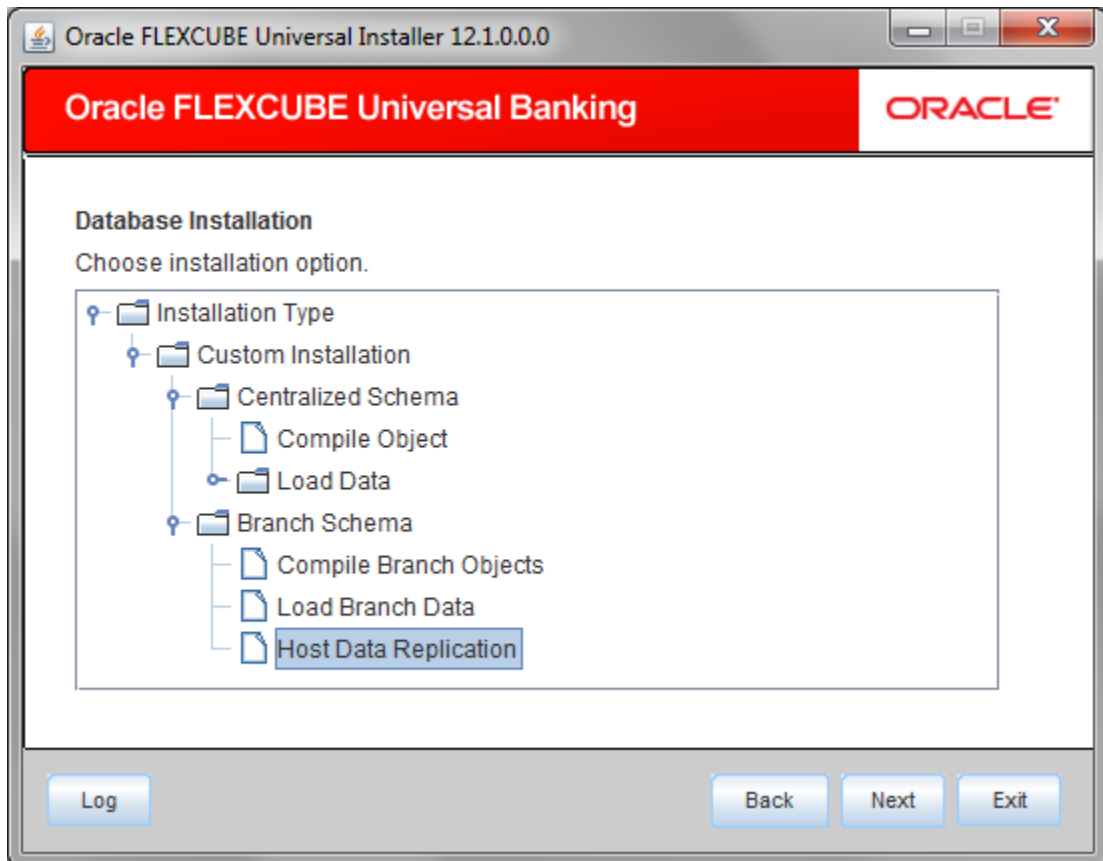 Oracle FLEXCUBE Universal Installer 12.1.0.0.0
Oracle FLEXCUBE Universal Banking
ORACLE
Database Installation
Choose installation option.
Installation Type
Custom Installation
Centralized Schema
Compile Object
Load Data
Branch Schema
Compile Branch Objects
Load Branch Data
Host Data Replication
Log Back Next Exit